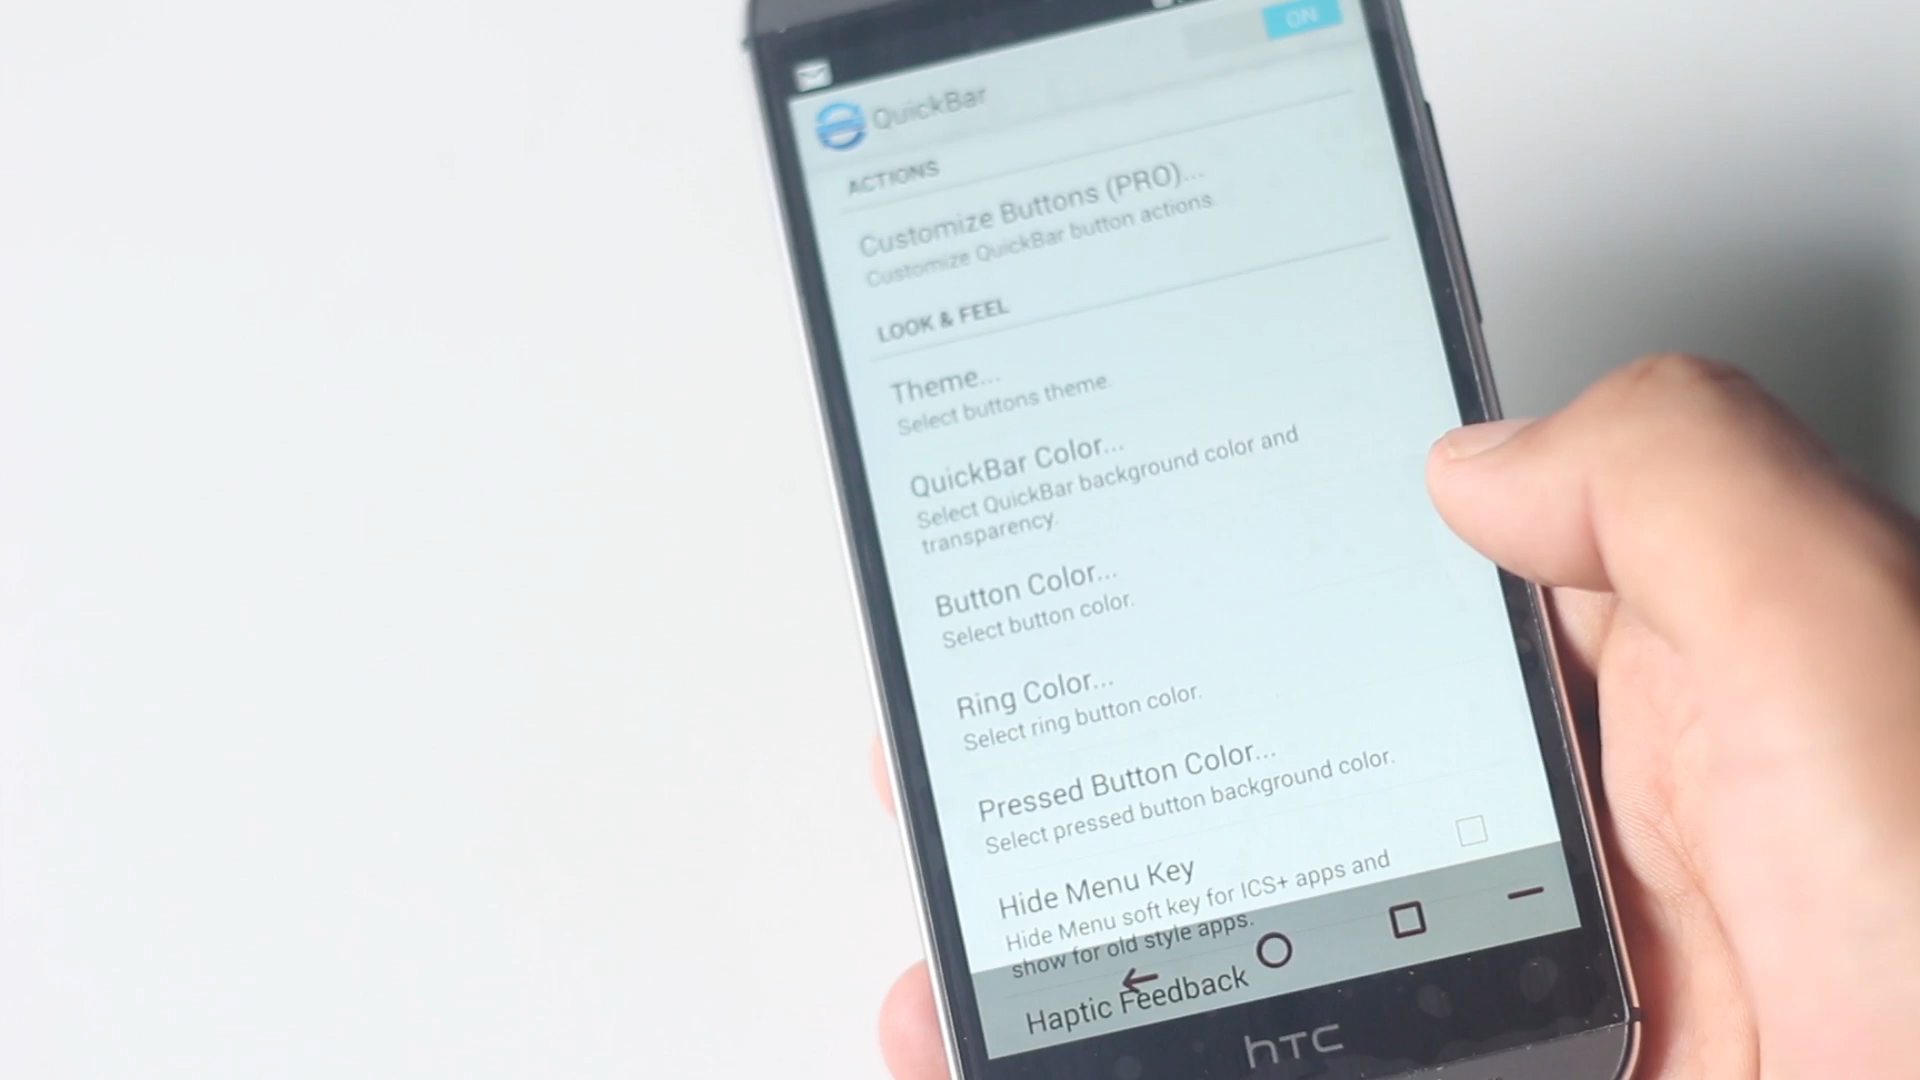 ON
QuickBar
ACTIONS
Customize Buttons (PRO)...
Customize QuickBar button actions.
LOOK & FEEL
Theme...
Select buttons theme.
QuickBar Color...
Select QuickBar background color and
transparency.
Button Color...
Select button color.
Ring Color...
Select ring button color.
Pressed Button Color...
Select pressed button background color.
Hide Menu Key
Hide Menu soft key for ICS+ apps and
show for old style apps.
Haptic Feedback
hTC